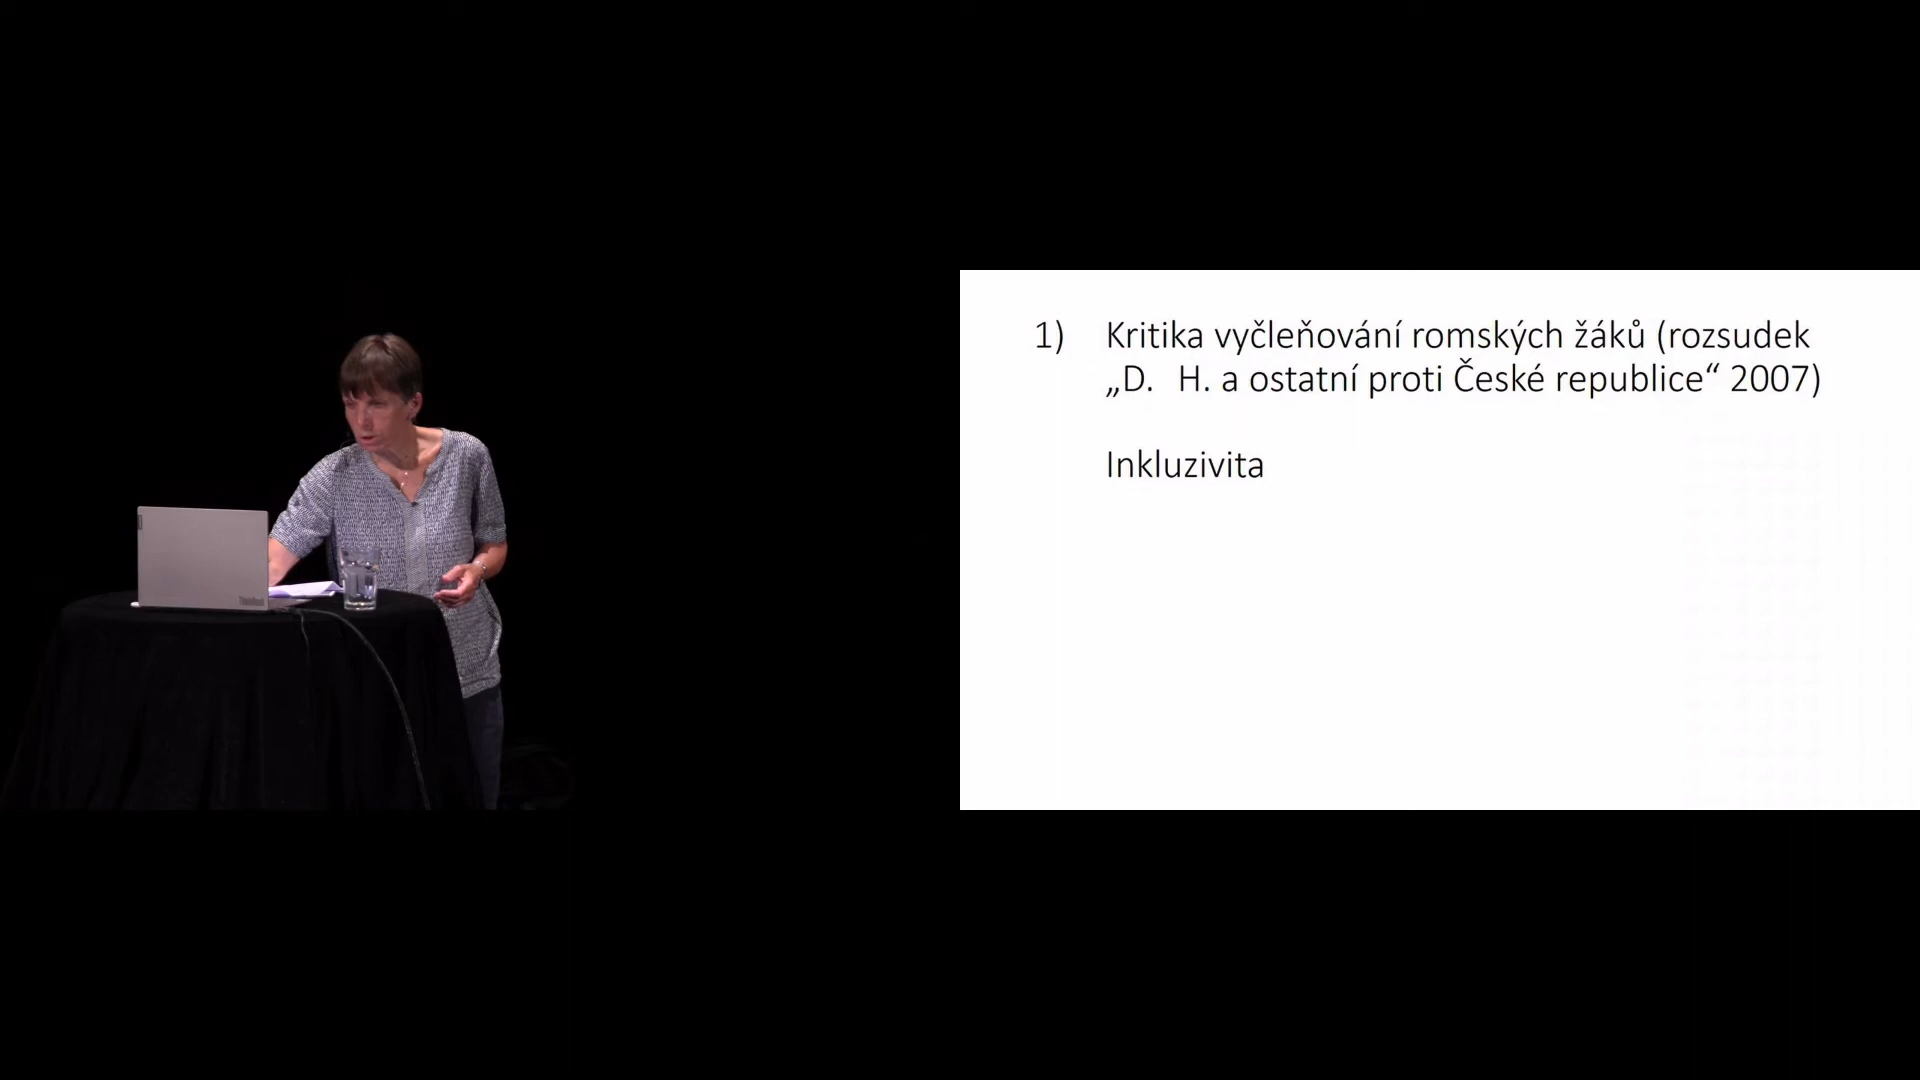 1) Kritika vyčleňování romských žáků (rozsudek
„D. H. a ostatní proti České republice“ 2007)
Inkluzivita